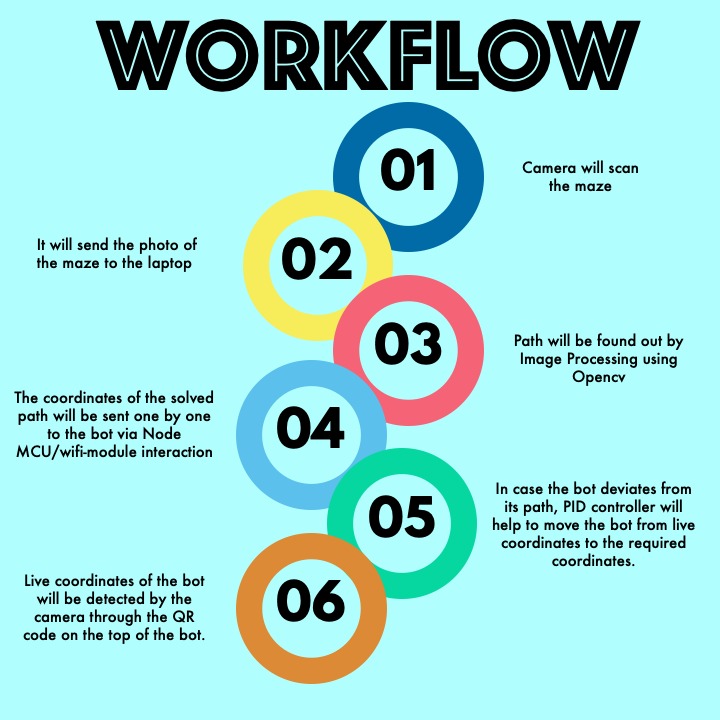 WORKFLOW
01
Camera will scan
the maze
02
It will send the photo of
the maze to the laptop
03
Path will be found out by
Image Processing using
Opencv
04
The coordinates of the solved
path will be sent one by one
to the bot via Node
MCU/wifi-module interaction
05
In case the bot deviates from
its path, PID controller will
help to move the bot from live
coordinates to the required
coordinates.
06
Live coordinates of the bot
will be detected by the
camera through the QR
code on the top of the bot.